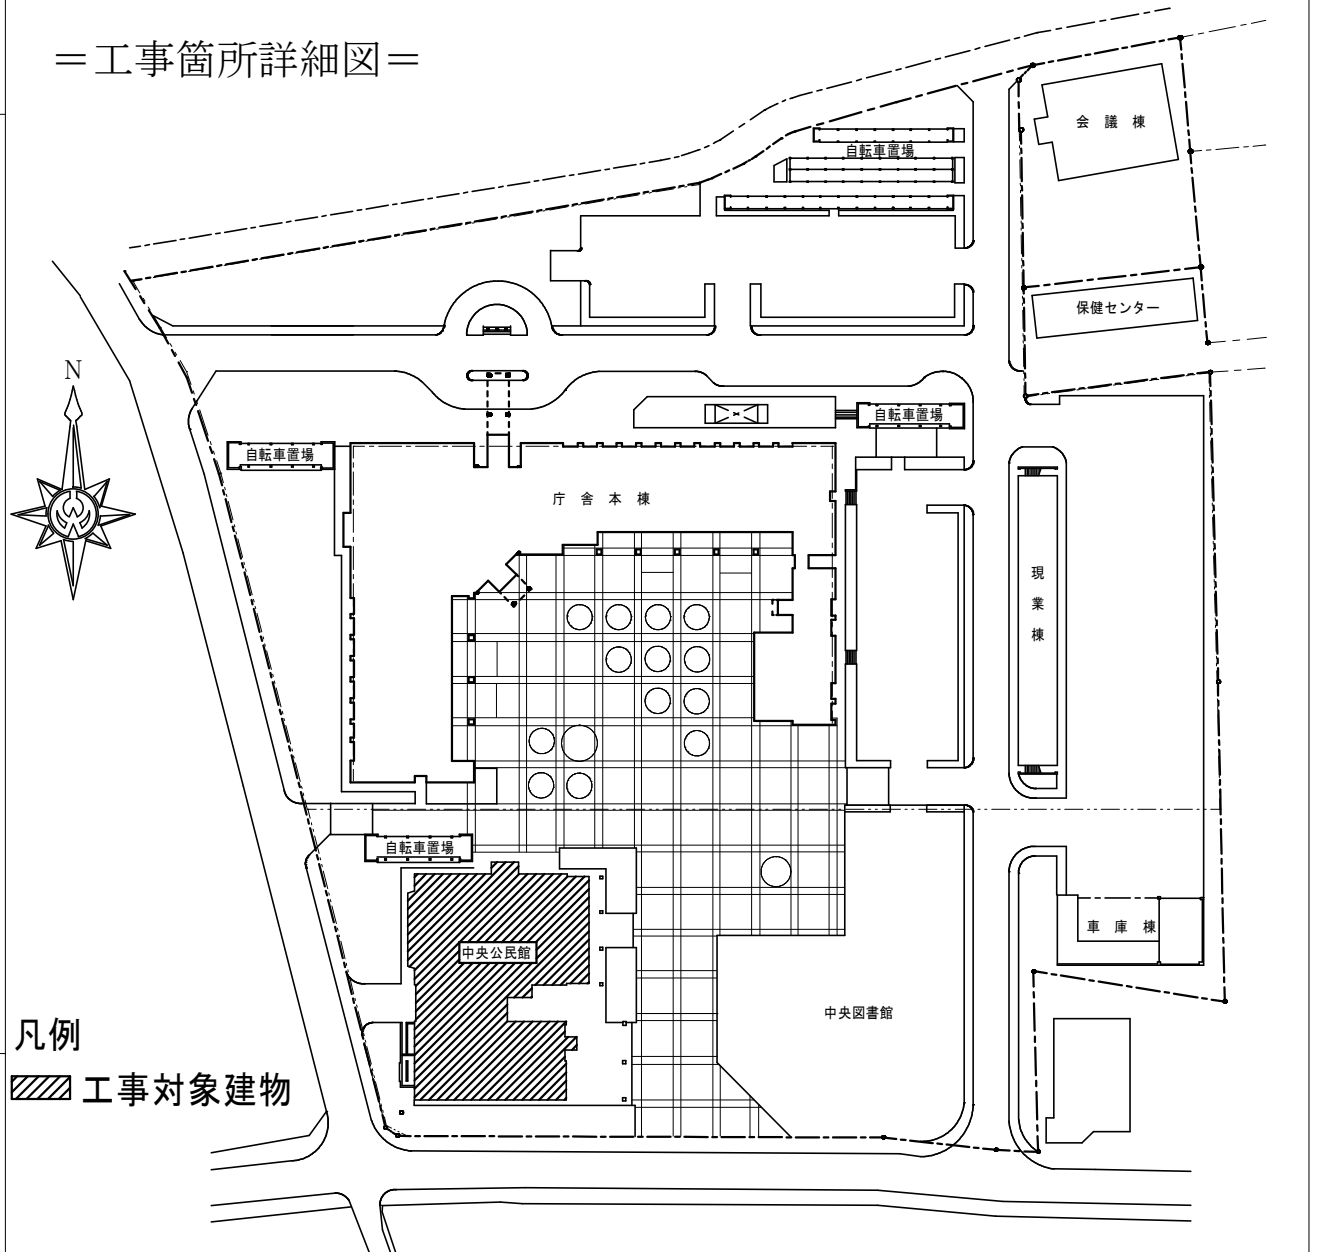 ＝工事箇所詳細図＝
会議棟
自転車置場
保健センター
N
自転車置場
自転車置場
庁舎本棟
現業棟
自転車置場
車庫棟
中央公民館
中央図書館
凡例
工事対象建物